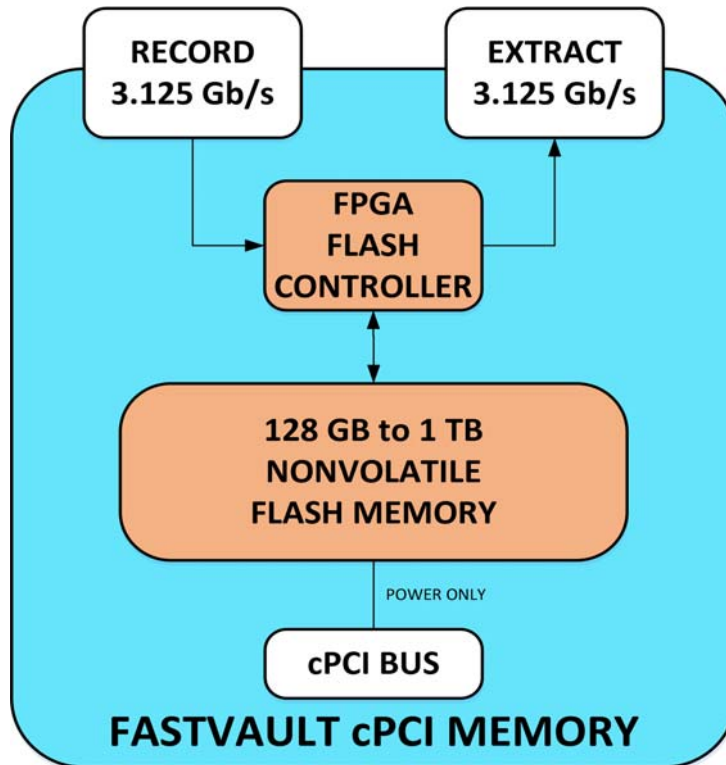 RECORD
3.125 Gb/s
EXTRACT
3.125 Gb/s
FPGA
FLASH
CONTROLLER
128 GB to 1 TB
NONVOLATILE
FLASH MEMORY
POWER ONLY
cPCI BUS
FASTVAULT cPCI MEMORY